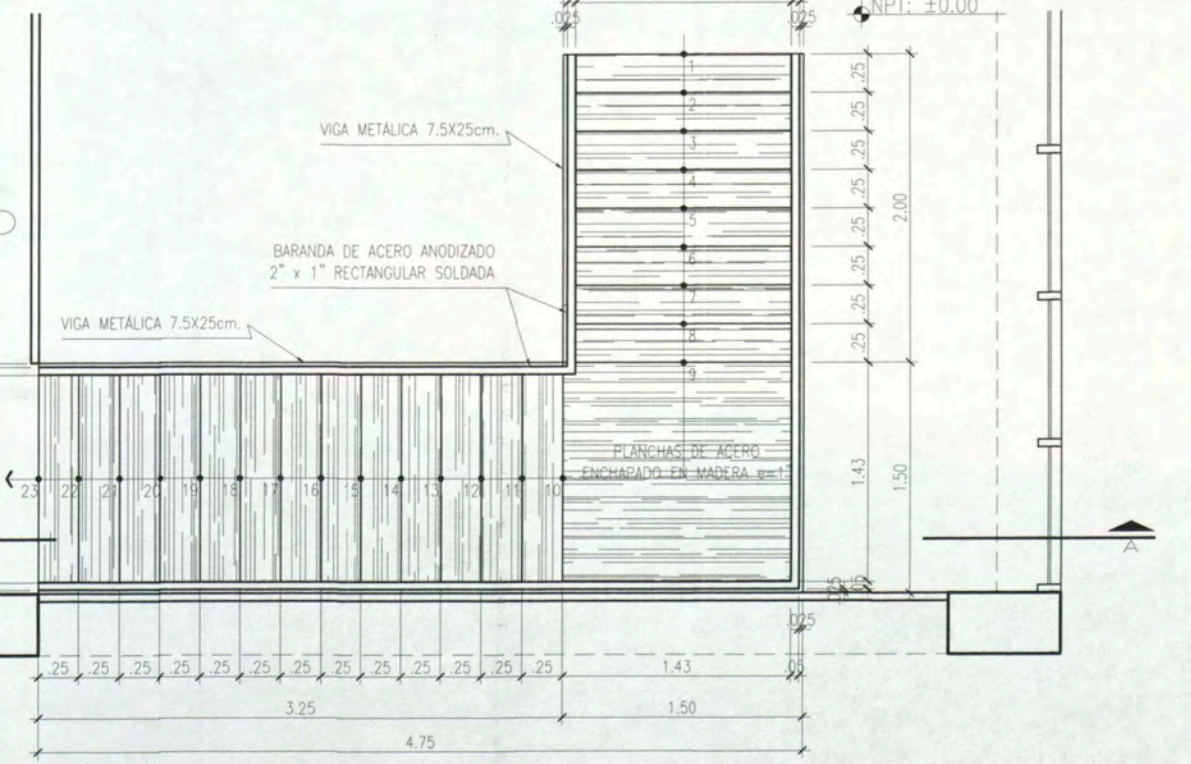 .025
.025
NPT: ±0.00
1
2
3
4
5
6
7
8
9
.25
.25
.25
.25
.25
.25
.25
.25
2.00
VIGA METÁLICA 7.5X25cm.
BARANDA DE ACERO ANODIZADO
2" x 1" RECTANGULAR SOLDADA
VIGA METÁLICA 7.5X25cm.
PLANCHAS DE ACERO
ENCHAPADO EN MADERA e=1"
23 22 21 20 19 18 17 16 15 14 13 12 11 10
1.43
1.50
A
.025
.05
.025
.25 .25 .25 .25 .25 .25 .25 .25 .25 .25 .25 .25 .25 1.43 .05
3.25 1.50
4.75